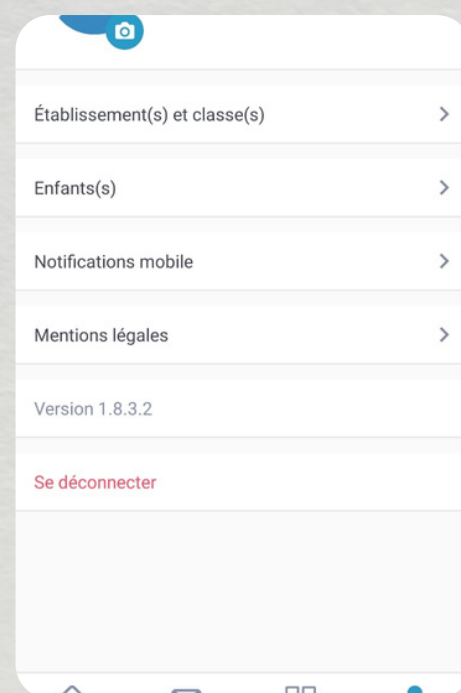 Établissement(s) et classe(s)
Enfants(s)
Notifications mobile
Mentions légales
Version 1.8.3.2
Se déconnecter